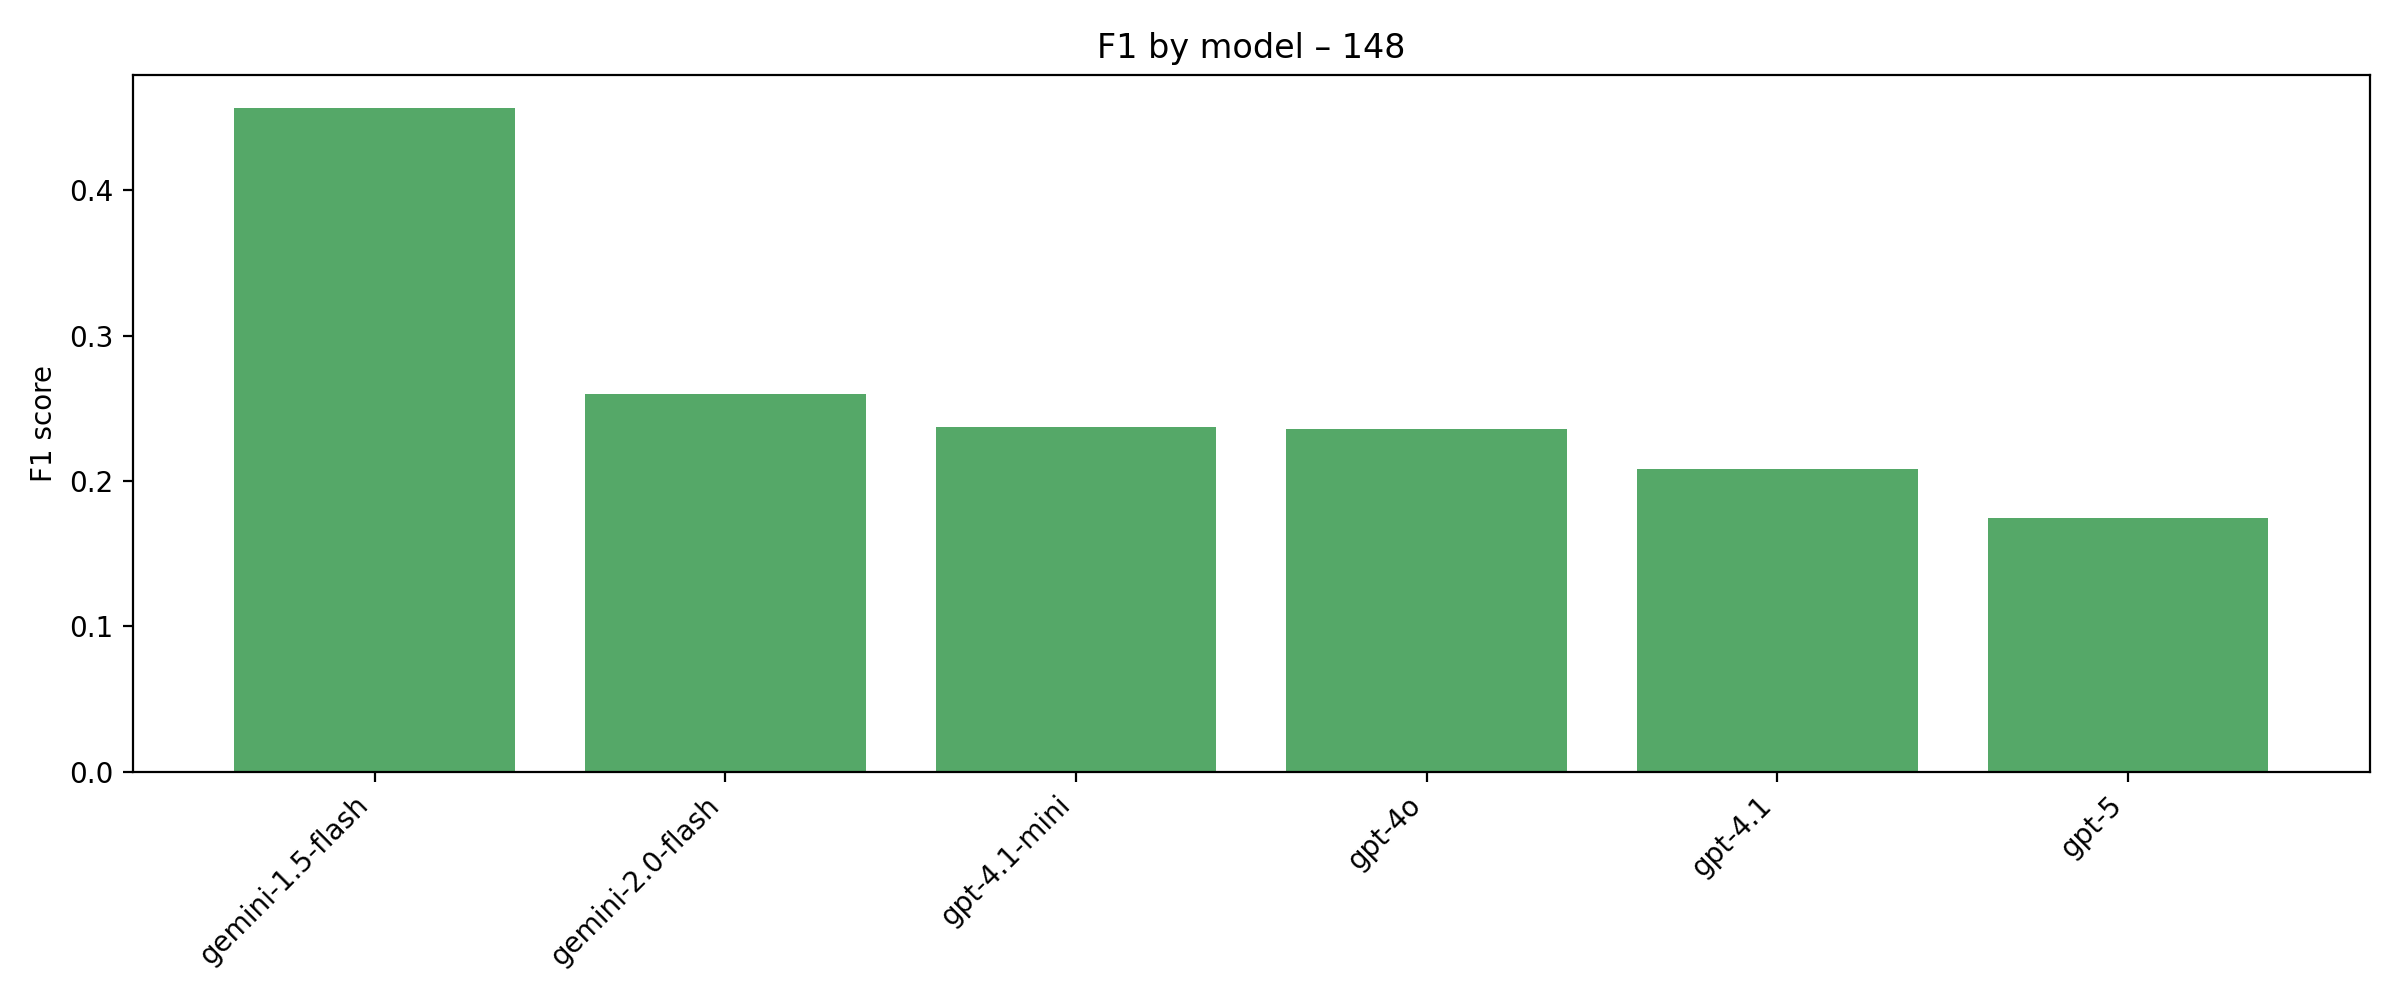 F1 by model – 148
F1 score
0.4
0.3
0.2
0.1
0.0
gemini-1.5-flash
gemini-2.0-flash
gpt-4.1-mini
gpt-4o
gpt-4.1
gpt-5